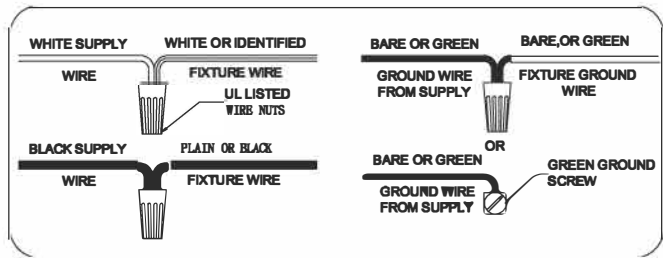 WHITE SUPPLY
WIRE
WHITE OR IDENTIFIED
FIXTURE WIRE
UL LISTED
WIRE NUTS
BLACK SUPPLY
WIRE
PLAIN OR BLACK
FIXTURE WIRE
BARE OR GREEN
GROUND WIRE
FROM SUPPLY
BARE,OR GREEN
FIXTURE GROUND
WIRE
OR
BARE OR GREEN
GROUND WIRE
FROM SUPPLY
GREEN GROUND
SCREW